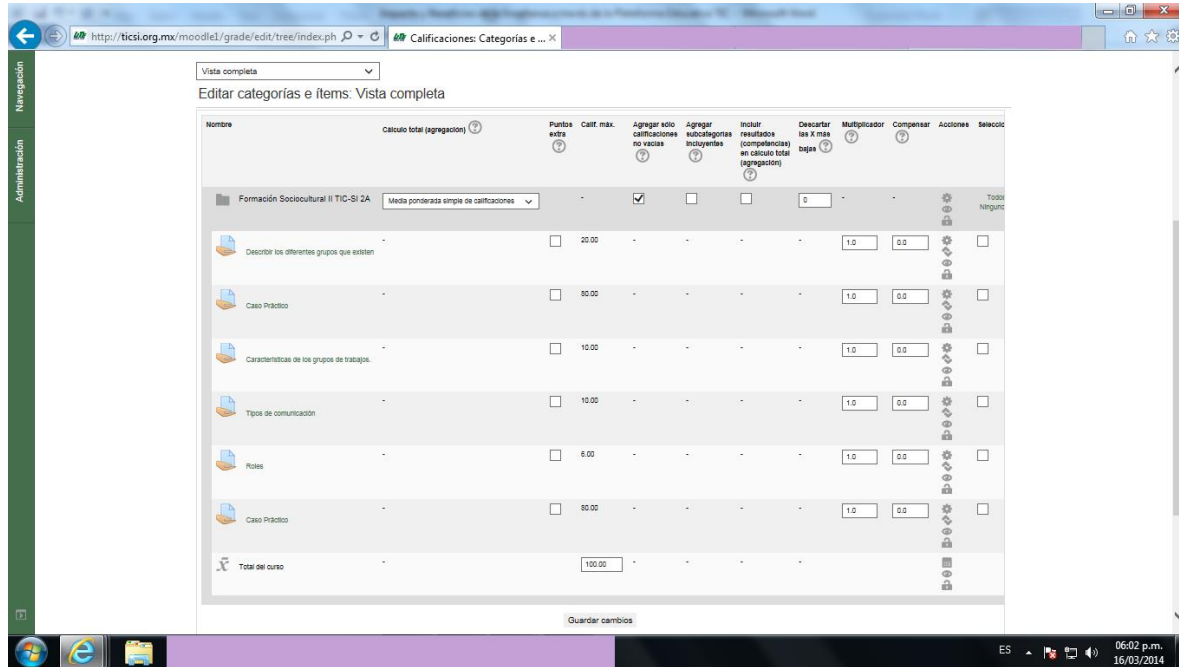 http://ticsi.org.mx/moodle1/grade/edit/tree/index.ph
Calificaciones: Categorías e ...
Navegación
Administración
Vista completa
Editar categorías e ítems: Vista completa
Nombre
Cálculo total (agregación)
Puntos extra
Calif. máx.
Agregar sólo calificaciones no vacías
Agregar subcategorías incluyentes
Incluir resultados (competencias) en cálculo total (agregación)
Descartar las X más bajas
Multiplicador
Compensar
Acciones
Selecció
Formación Sociocultural II TIC-SI 2A Media ponderada simple de calificaciones - 0 - - Todos
Ninguno
Describir los diferentes grupos que existen - 20.00 - - - - 1.0 0.0
Caso Práctico - 80.00 - - - - 1.0 0.0
Características de los grupos de trabajos. - 10.00 - - - - 1.0 0.0
Tipos de comunicación - 10.00 - - - - 1.0 0.0
Roles - 6.00 - - - - 1.0 0.0
Caso Práctico - 80.00 - - - - 1.0 0.0
x̄ Total del curso - 100.00 - - - -
Guardar cambios
ES
06:02 p.m.
16/03/2014